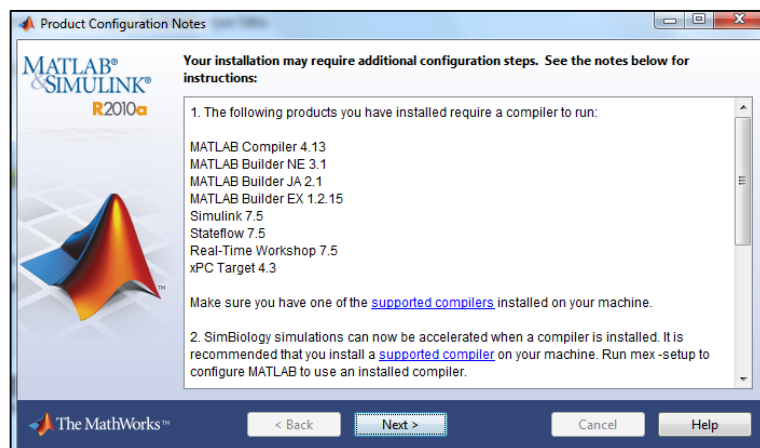 Product Configuration Notes
MATLAB®
&SIMULINK®
R2010a
Your installation may require additional configuration steps. See the notes below for
instructions:
1. The following products you have installed require a compiler to run:
MATLAB Compiler 4.13
MATLAB Builder NE 3.1
MATLAB Builder JA 2.1
MATLAB Builder EX 1.2.15
Simulink 7.5
Stateflow 7.5
Real-Time Workshop 7.5
xPC Target 4.3
Make sure you have one of the supported compilers installed on your machine.
2. SimBiology simulations can now be accelerated when a compiler is installed. It is
recommended that you install a supported compiler on your machine. Run mex -setup to
configure MATLAB to use an installed compiler.
TM
The MathWorks™
< Back
Next >
Cancel
Help